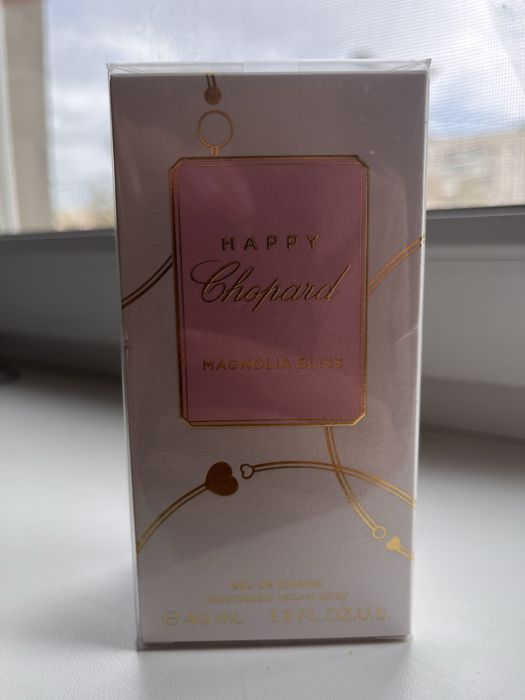 HAPPY
Chopard
MAGNOLIA BLISS
eau de toilette
vaporisateur natural spray
℮ 40 mL 1.3 FL.OZ.U.S.